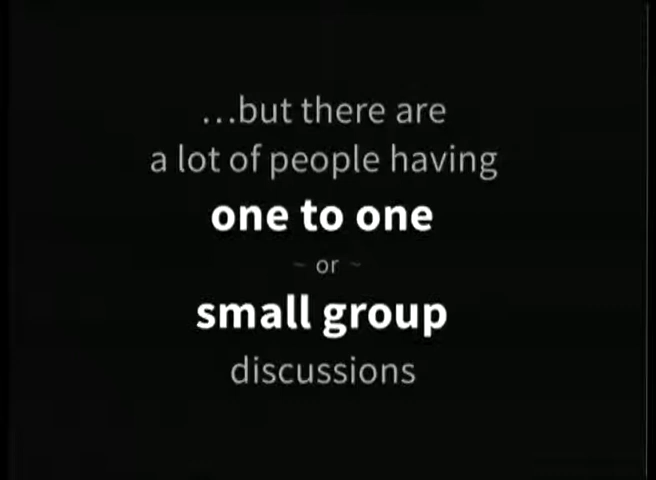 ...but there are
a lot of people having
one to one
~ or ~
small group
discussions